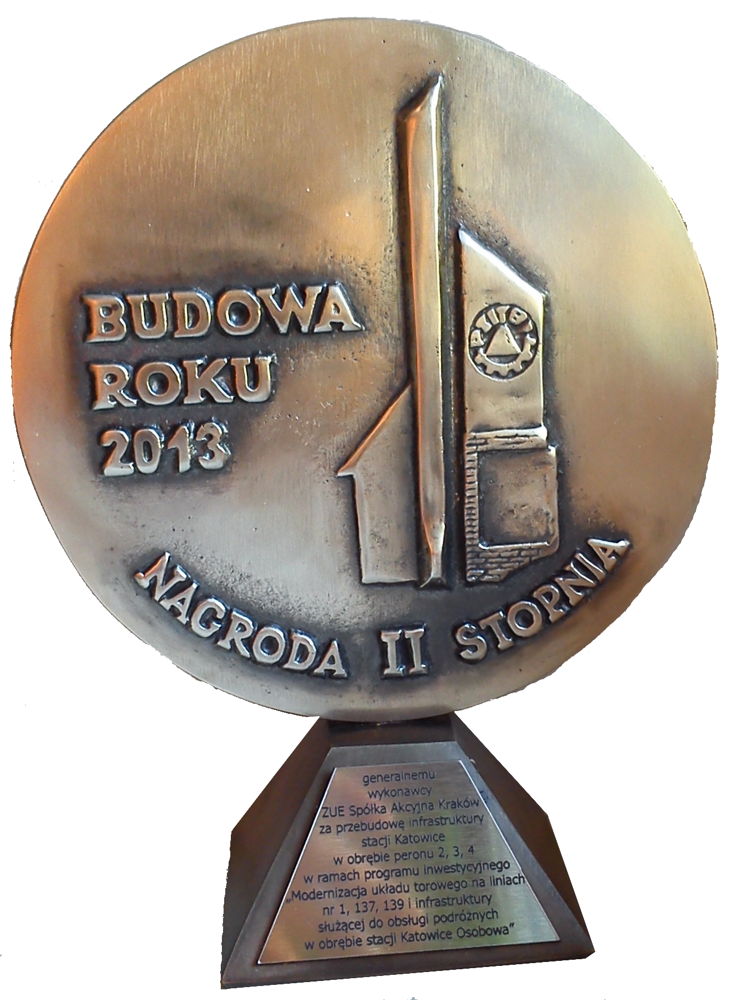 BUDOWA
ROKU
2013
PZITB
NAGRODA II STOPNIA
generalnemu
wykonawcy
ZUE Spółka Akcyjna Kraków
za przebudowę infrastruktury
stacji Katowice
w obrębie peronu 2, 3, 4
w ramach programu inwestycyjnego
„Modernizacja układu torowego na liniach
nr 1, 137, 139 i infrastruktury
służącej do obsługi podróżnych
w obrębie stacji Katowice Osobowa”